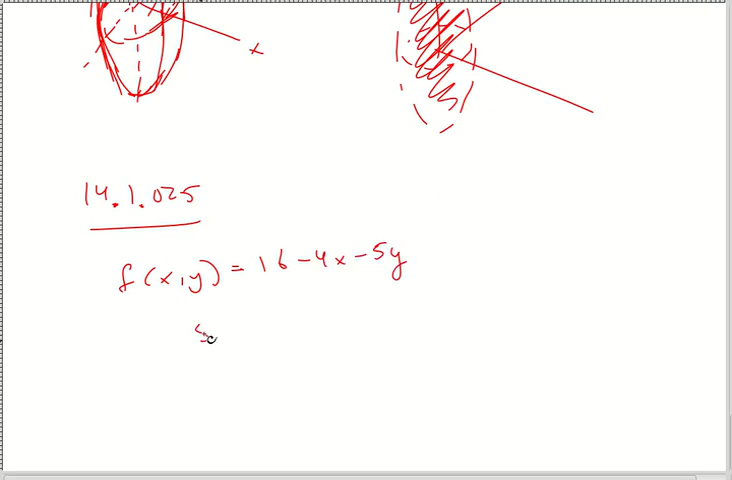 x
14.1.025
f(x,y) = 16-4x-5y